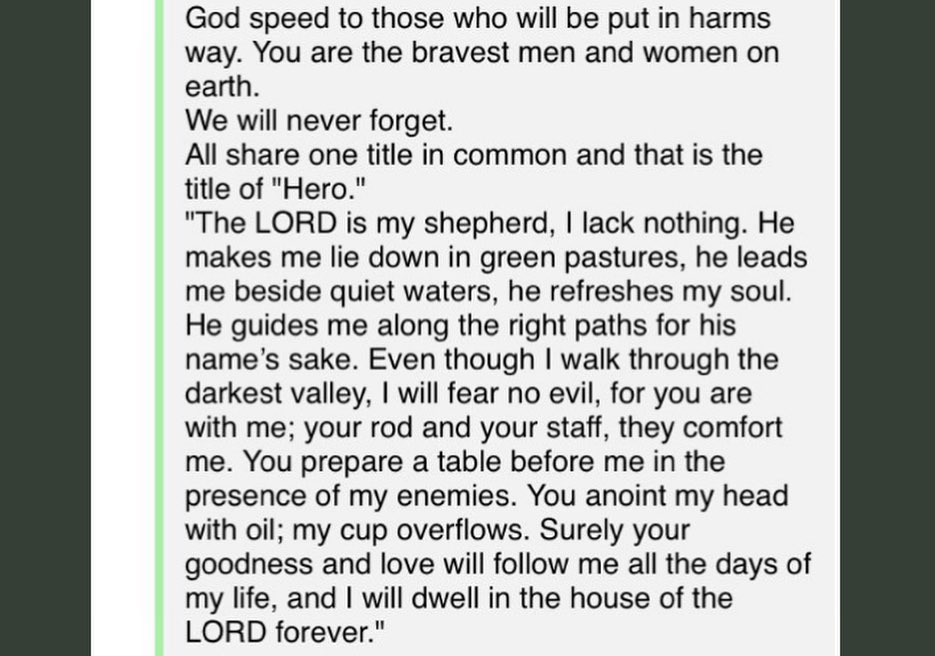 God speed to those who will be put in harms
way. You are the bravest men and women on
earth.
We will never forget.
All share one title in common and that is the
title of "Hero."
"The LORD is my shepherd, I lack nothing. He
makes me lie down in green pastures, he leads
me beside quiet waters, he refreshes my soul.
He guides me along the right paths for his
name’s sake. Even though I walk through the
darkest valley, I will fear no evil, for you are
with me; your rod and your staff, they comfort
me. You prepare a table before me in the
presence of my enemies. You anoint my head
with oil; my cup overflows. Surely your
goodness and love will follow me all the days of
my life, and I will dwell in the house of the
LORD forever."